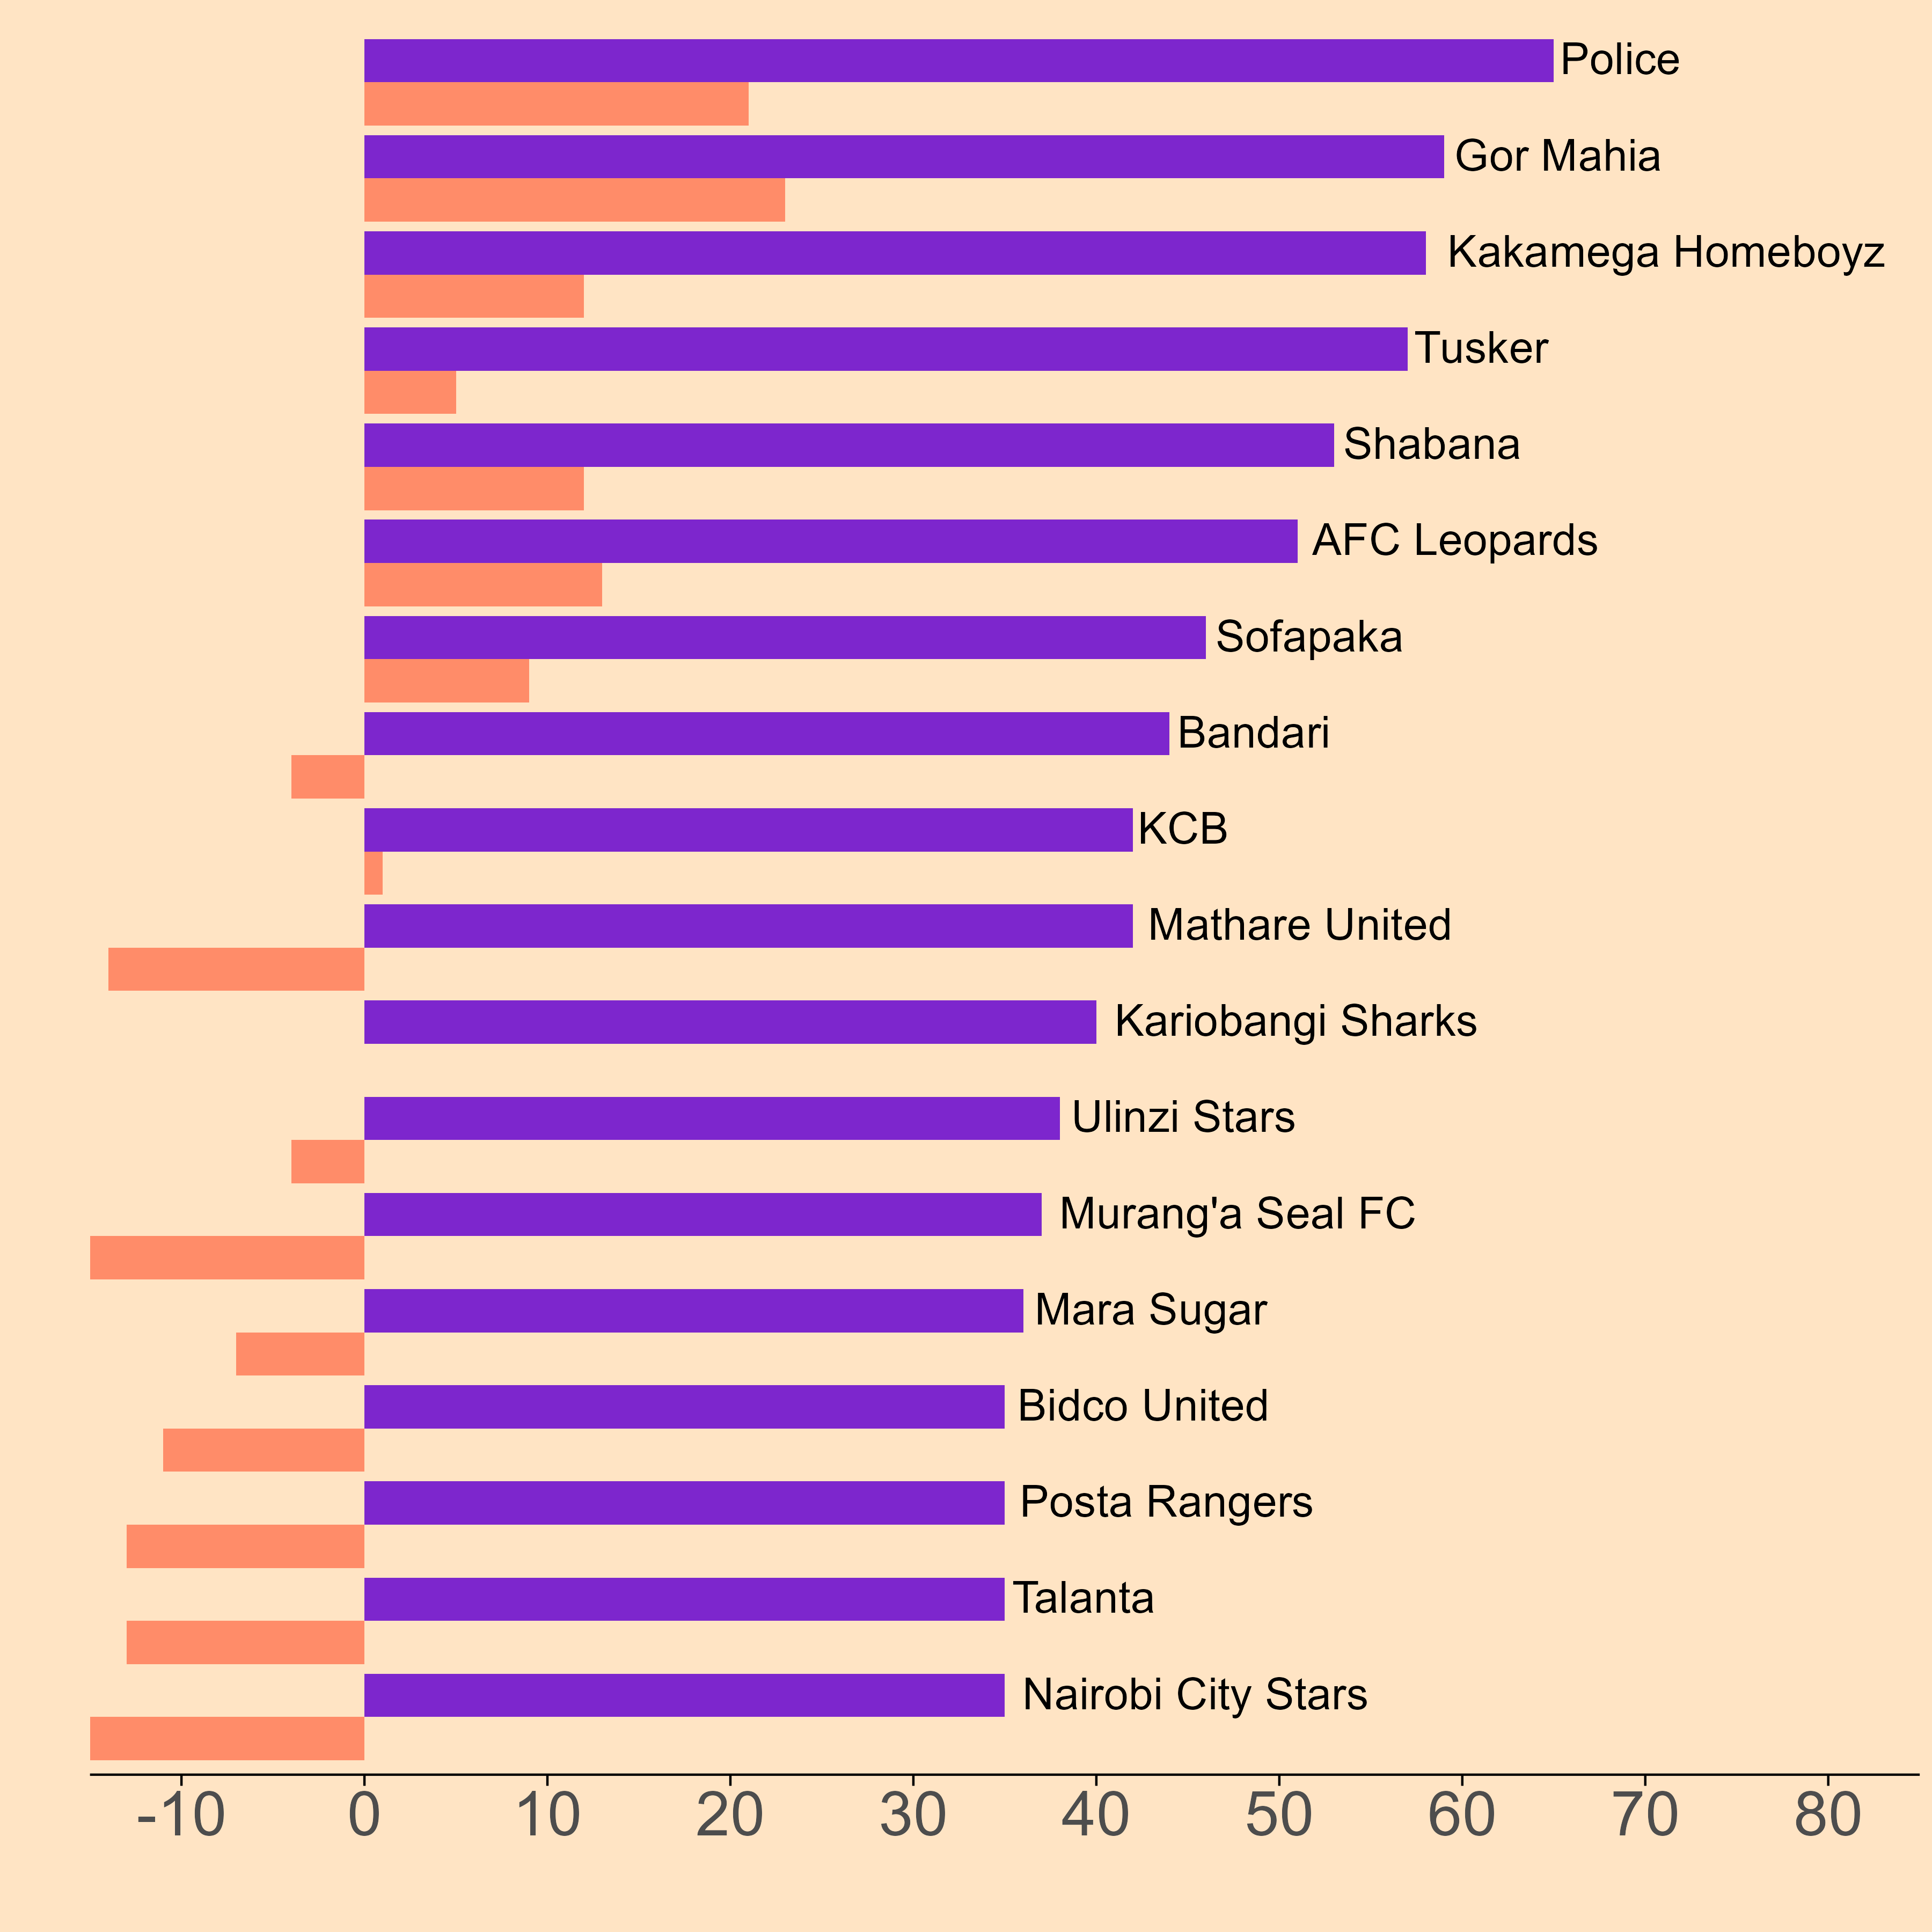 Police
Gor Mahia
Kakamega Homeboyz
Tusker
Shabana
AFC Leopards
Sofapaka
Bandari
KCB
Mathare United
Kariobangi Sharks
Ulinzi Stars
Murang'a Seal FC
Mara Sugar
Bidco United
Posta Rangers
Talanta
Nairobi City Stars
-10 0 10 20 30 40 50 60 70 80